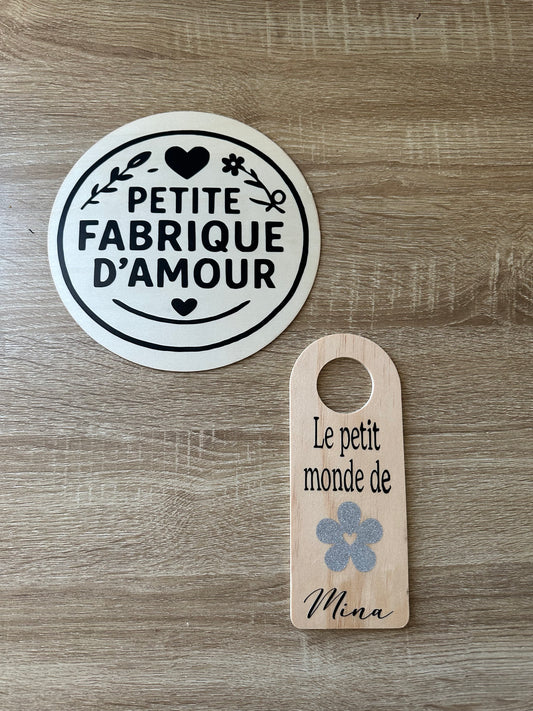 PETITE
FABRIQUE
D'AMOUR
Le petit
monde de
Mina